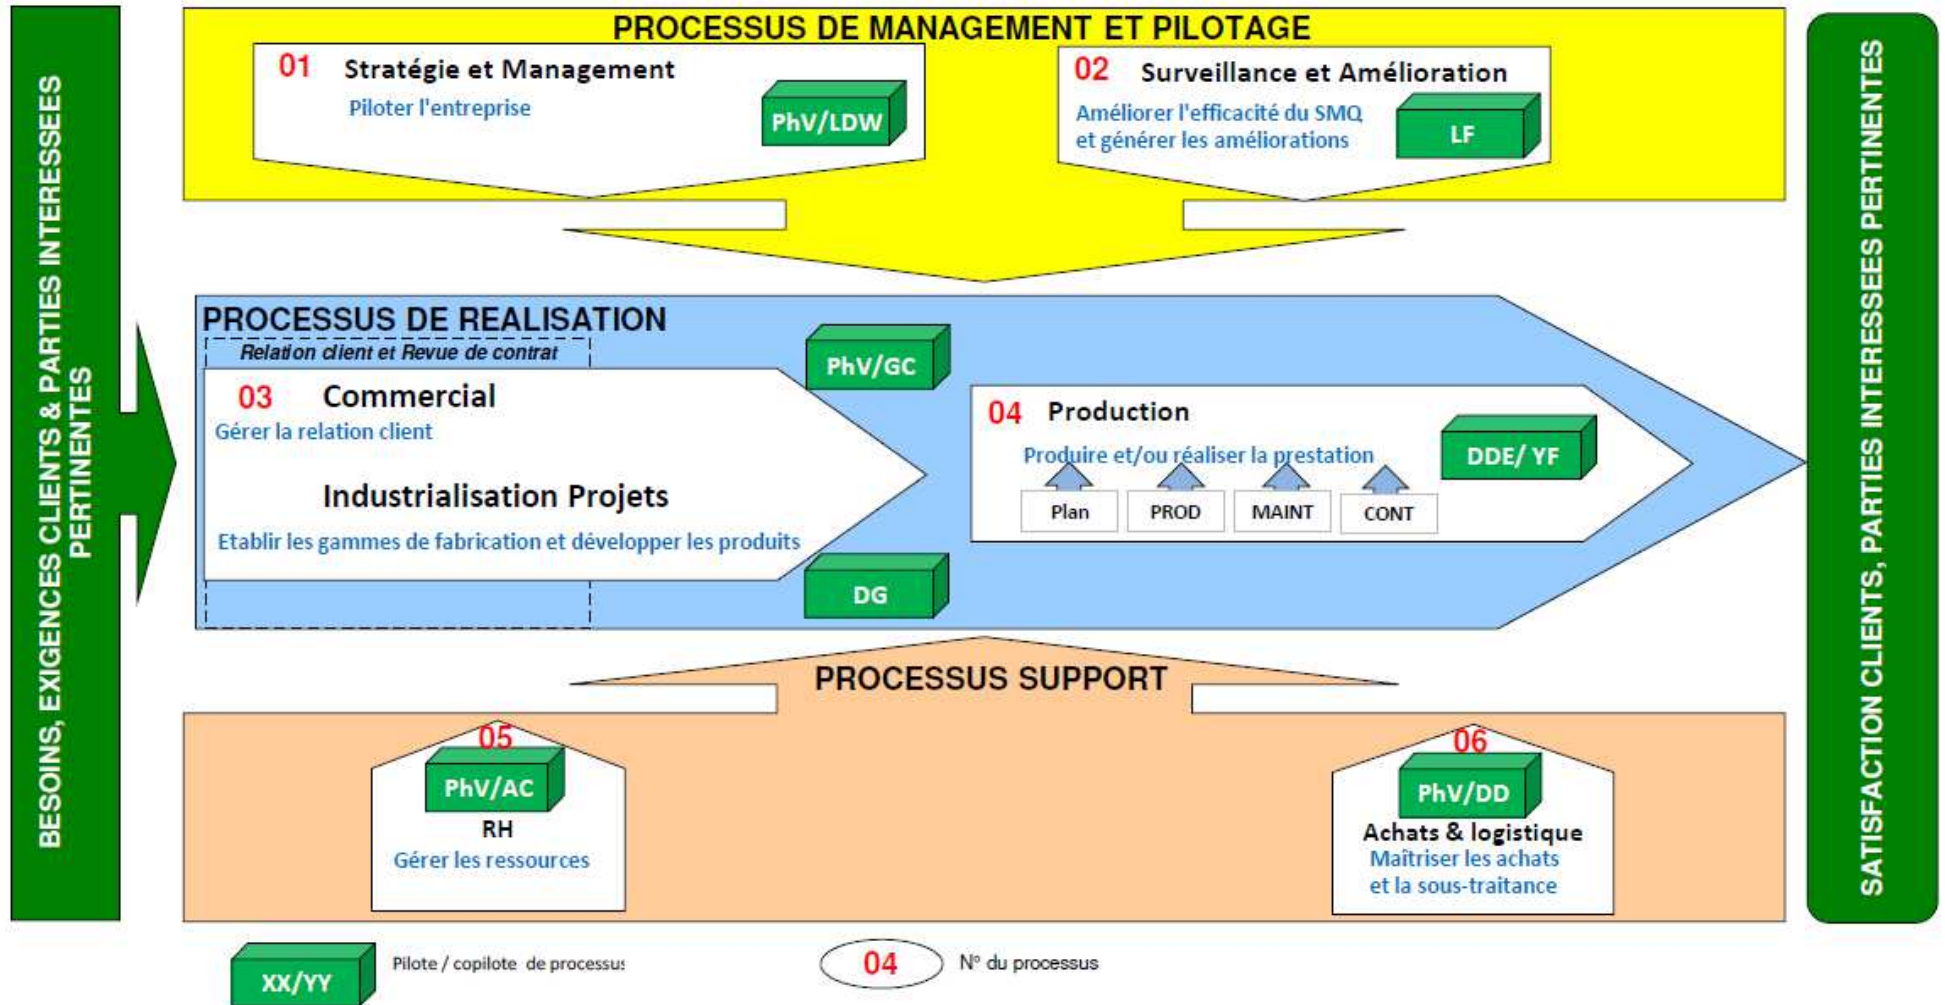 BESOINS, EXIGENCES CLIENTS & PARTIES INTERESSEES
PERTINENTES
PROCESSUS DE MANAGEMENT ET PILOTAGE
01 Stratégie et Management
Piloter l'entreprise
PhV/LDW
02 Surveillance et Amélioration
Améliorer l'efficacité du SMQ
et générer les améliorations
LF
PROCESSUS DE REALISATION
Relation client et Revue de contrat
PhV/GC
03 Commercial
Gérer la relation client
Industrialisation Projets
Etablir les gammes de fabrication et développer les produits
DG
04 Production
Produire et/ou réaliser la prestation
DDE/ YF
Plan PROD MAINT CONT
PROCESSUS SUPPORT
05
PhV/AC
RH
Gérer les ressources
06
PhV/DD
Achats & logistique
Maîtriser les achats
et la sous-traitance
SATISFACTION CLIENTS, PARTIES INTERESSEES PERTINENTES
XX/YY Pilote / copilote de processus
04 N° du processus